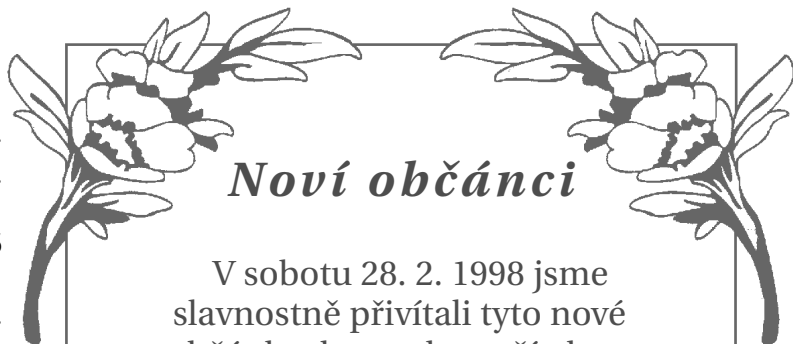 Noví občánci
V sobotu 28. 2. 1998 jsme
slavnostně přivítali tyto nové